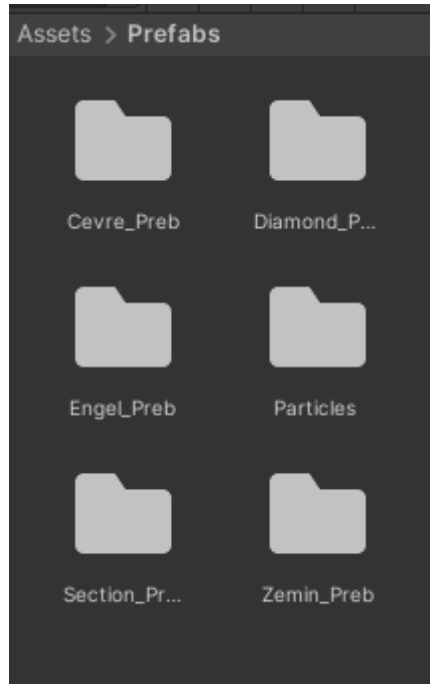 Assets > Prefabs
Cevre_Preb
Diamond_P...
Engel_Preb
Particles
Section_Pr...
Zemin_Preb